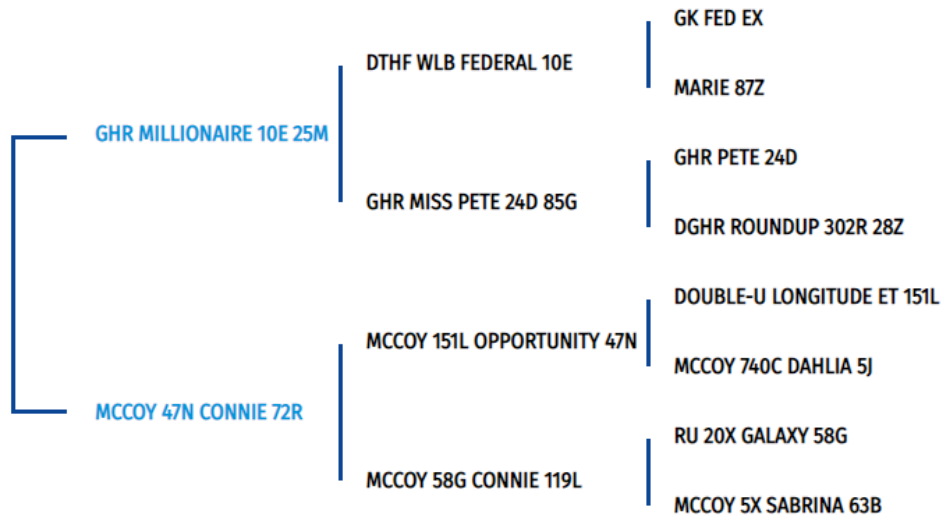 GK FED EX
DTHF WLB FEDERAL 10E
MARIE 87Z
GHR MILLIONAIRE 10E 25M
GHR PETE 24D
GHR MISS PETE 24D 85G
DGHR ROUNDUP 302R 28Z
DOUBLE-U LONGITUDE ET 151L
MCCOY 151L OPPORTUNITY 47N
MCCOY 740C DAHLIA 5J
MCCOY 47N CONNIE 72R
RU 20X GALAXY 58G
MCCOY 58G CONNIE 119L
MCCOY 5X SABRINA 63B